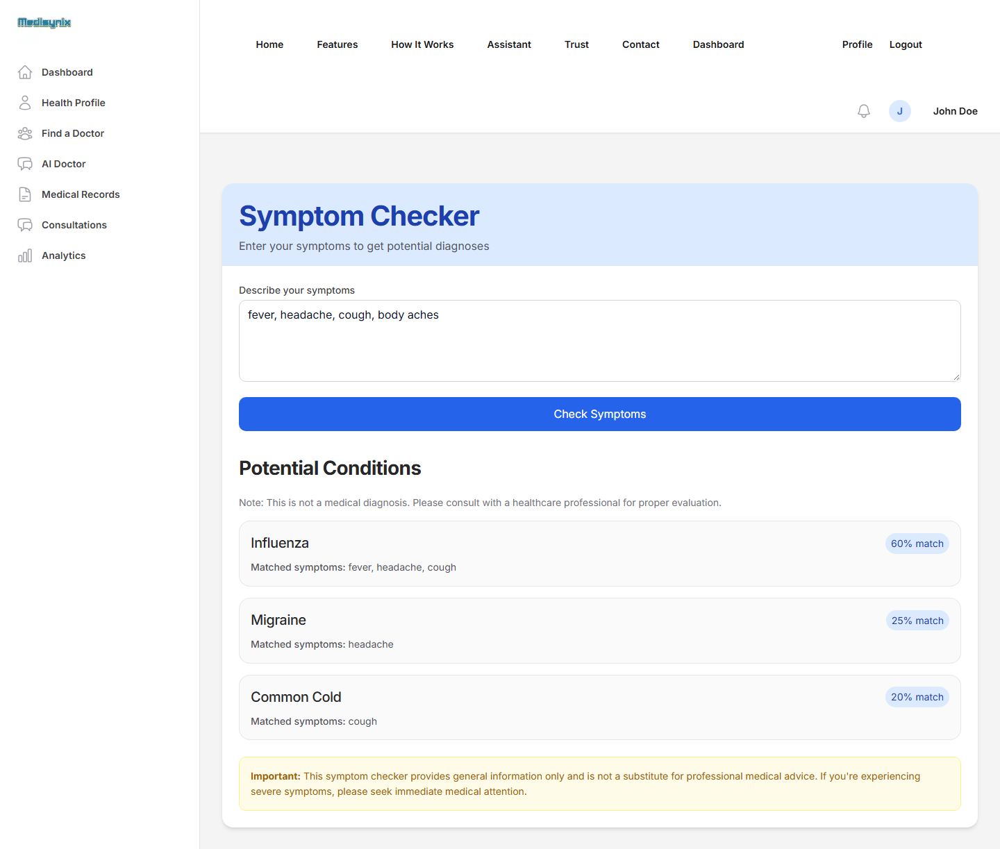 Medisynix
Dashboard
Health Profile
Find a Doctor
AI Doctor
Medical Records
Consultations
Analytics
Home Features How It Works Assistant Trust Contact Dashboard Profile Logout
J John Doe
Symptom Checker
Enter your symptoms to get potential diagnoses
Describe your symptoms
fever, headache, cough, body aches
Check Symptoms
Potential Conditions
Note: This is not a medical diagnosis. Please consult with a healthcare professional for proper evaluation.
Influenza 60% match
Matched symptoms: fever, headache, cough
Migraine 25% match
Matched symptoms: headache
Common Cold 20% match
Matched symptoms: cough
Important: This symptom checker provides general information only and is not a substitute for professional medical advice. If you're experiencing
severe symptoms, please seek immediate medical attention.